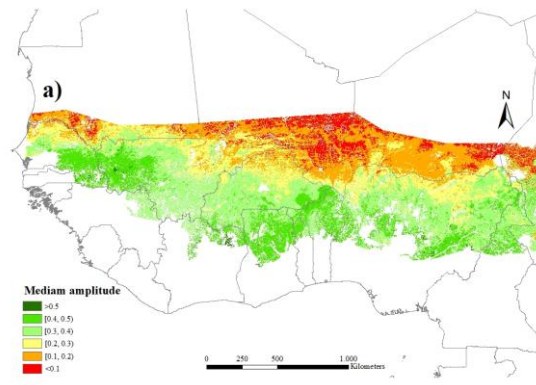 a)
N
Mediam amplitude
>0.5
[0.4, 0.5)
[0.3, 0.4)
[0.2, 0.3)
[0.1, 0.2)
<0.1
0 250 500 1.000
Kilometers